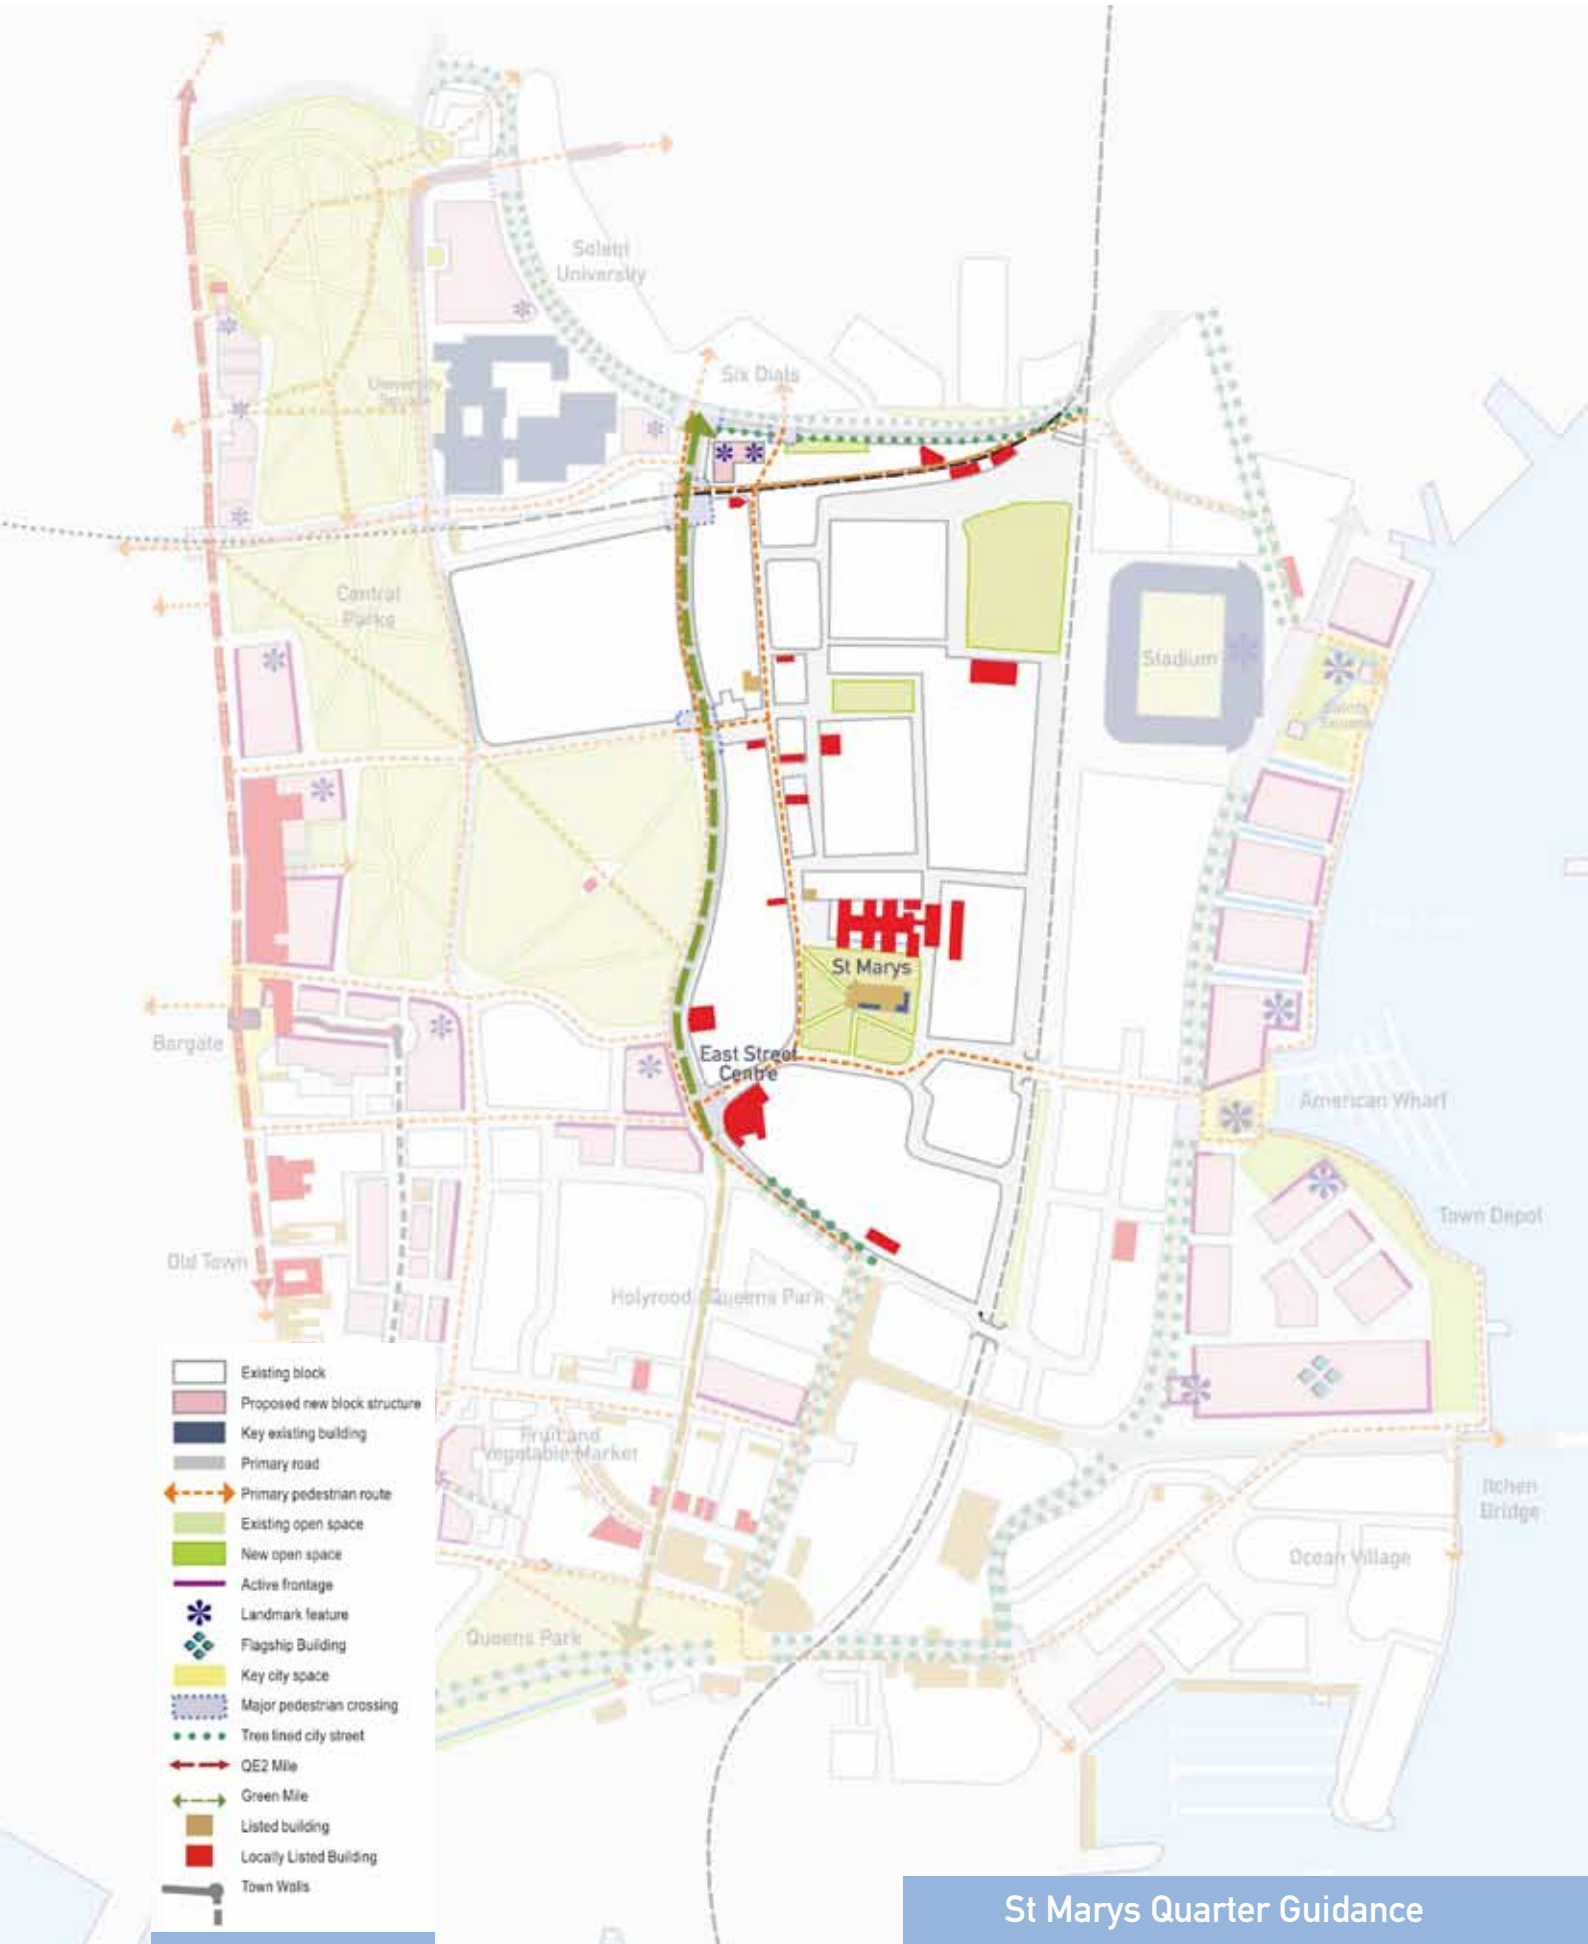 Solent
University
Six Dials
University
Square
Central
Parks
Stadium
Saints
Square
St Marys
East Street
Centre
Bargate
American Wharf
Town Depot
Old Town
Holyrood / Queens Park
Fruit and
Vegetable Market
Itchen
Bridge
Ocean Village
Queens Park
Existing block
Proposed new block structure
Key existing building
Primary road
Primary pedestrian route
Existing open space
New open space
Active frontage
Landmark feature
Flagship Building
Key city space
Major pedestrian crossing
Tree lined city street
QE2 Mile
Green Mile
Listed building
Locally Listed Building
Town Walls
St Marys Quarter Guidance